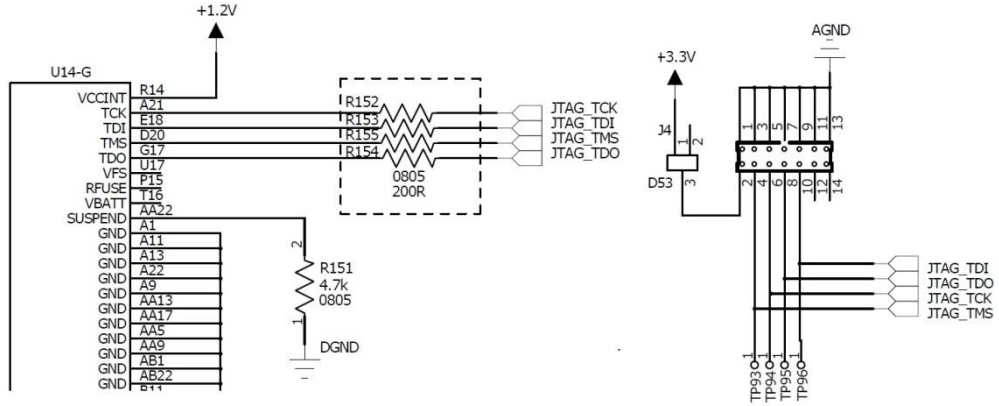 +1.2V
U14-G
VCCINT R14
TCK A21
TDI E18
TMS D20
TDO G17
VFS U17
RFUSE P15
VBATT T16
SUSPEND AA22
GND A1
GND A11
GND A13
GND A22
GND A9
GND AA13
GND AA17
GND AA5
GND AA9
GND AB1
GND AB22
B11
R152
R153
R155
R154
0805
200R
JTAG_TCK
JTAG_TDI
JTAG_TMS
JTAG_TDO
2
R151
4.7k
0805
1
DGND
AGND
+3.3V
J4
1 2
D53 3
1 3 5 7 9 11 13
2 4 6 8 10 12 14
JTAG_TDI
JTAG_TDO
JTAG_TCK
JTAG_TMS
1 1 1 1
TP93 TP94 TP95 TP96